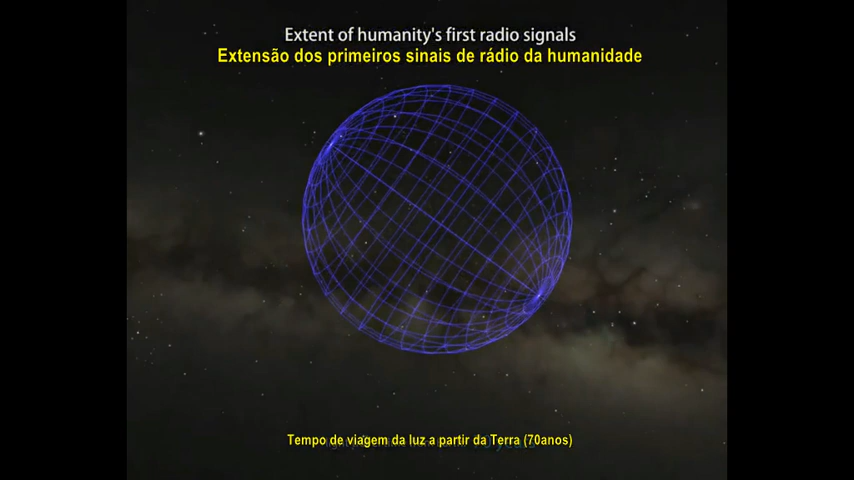 Extent of humanity's first radio signals
Extensão dos primeiros sinais de rádio da humanidade
Tempo de viagem da luz a partir da Terra (70anos)